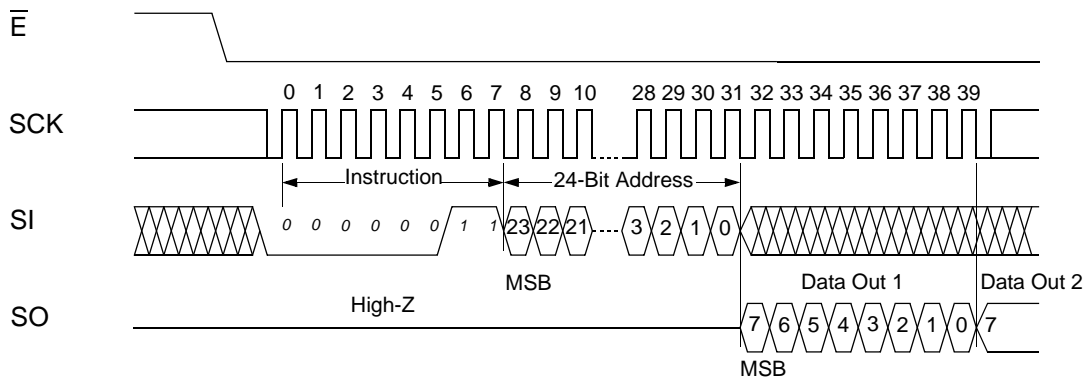 E
0 1 2 3 4 5 6 7 8 9 10 28 29 30 31 32 33 34 35 36 37 38 39
SCK
Instruction 24-Bit Address
SI 0 0 0 0 0 0 1 1 23 22 21 3 2 1 0
MSB Data Out 1 Data Out 2
High-Z
SO 7 6 5 4 3 2 1 0 7
MSB